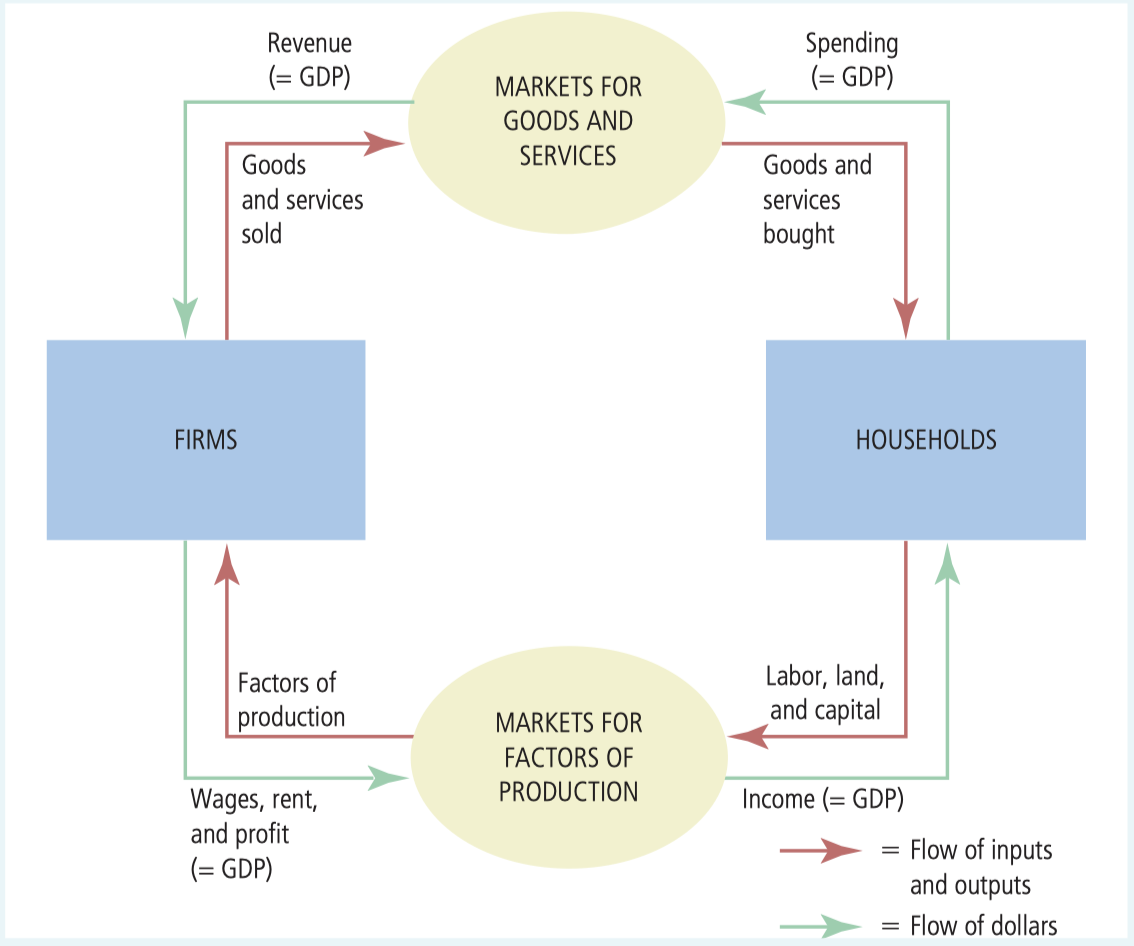 Revenue
(= GDP)
MARKETS FOR
GOODS AND
SERVICES
Spending
(= GDP)
Goods
and services
sold
Goods and
services
bought
FIRMS
HOUSEHOLDS
Factors of
production
MARKETS FOR
FACTORS OF
PRODUCTION
Labor, land,
and capital
Wages, rent,
and profit
(= GDP)
Income (= GDP)
= Flow of inputs
and outputs
= Flow of dollars